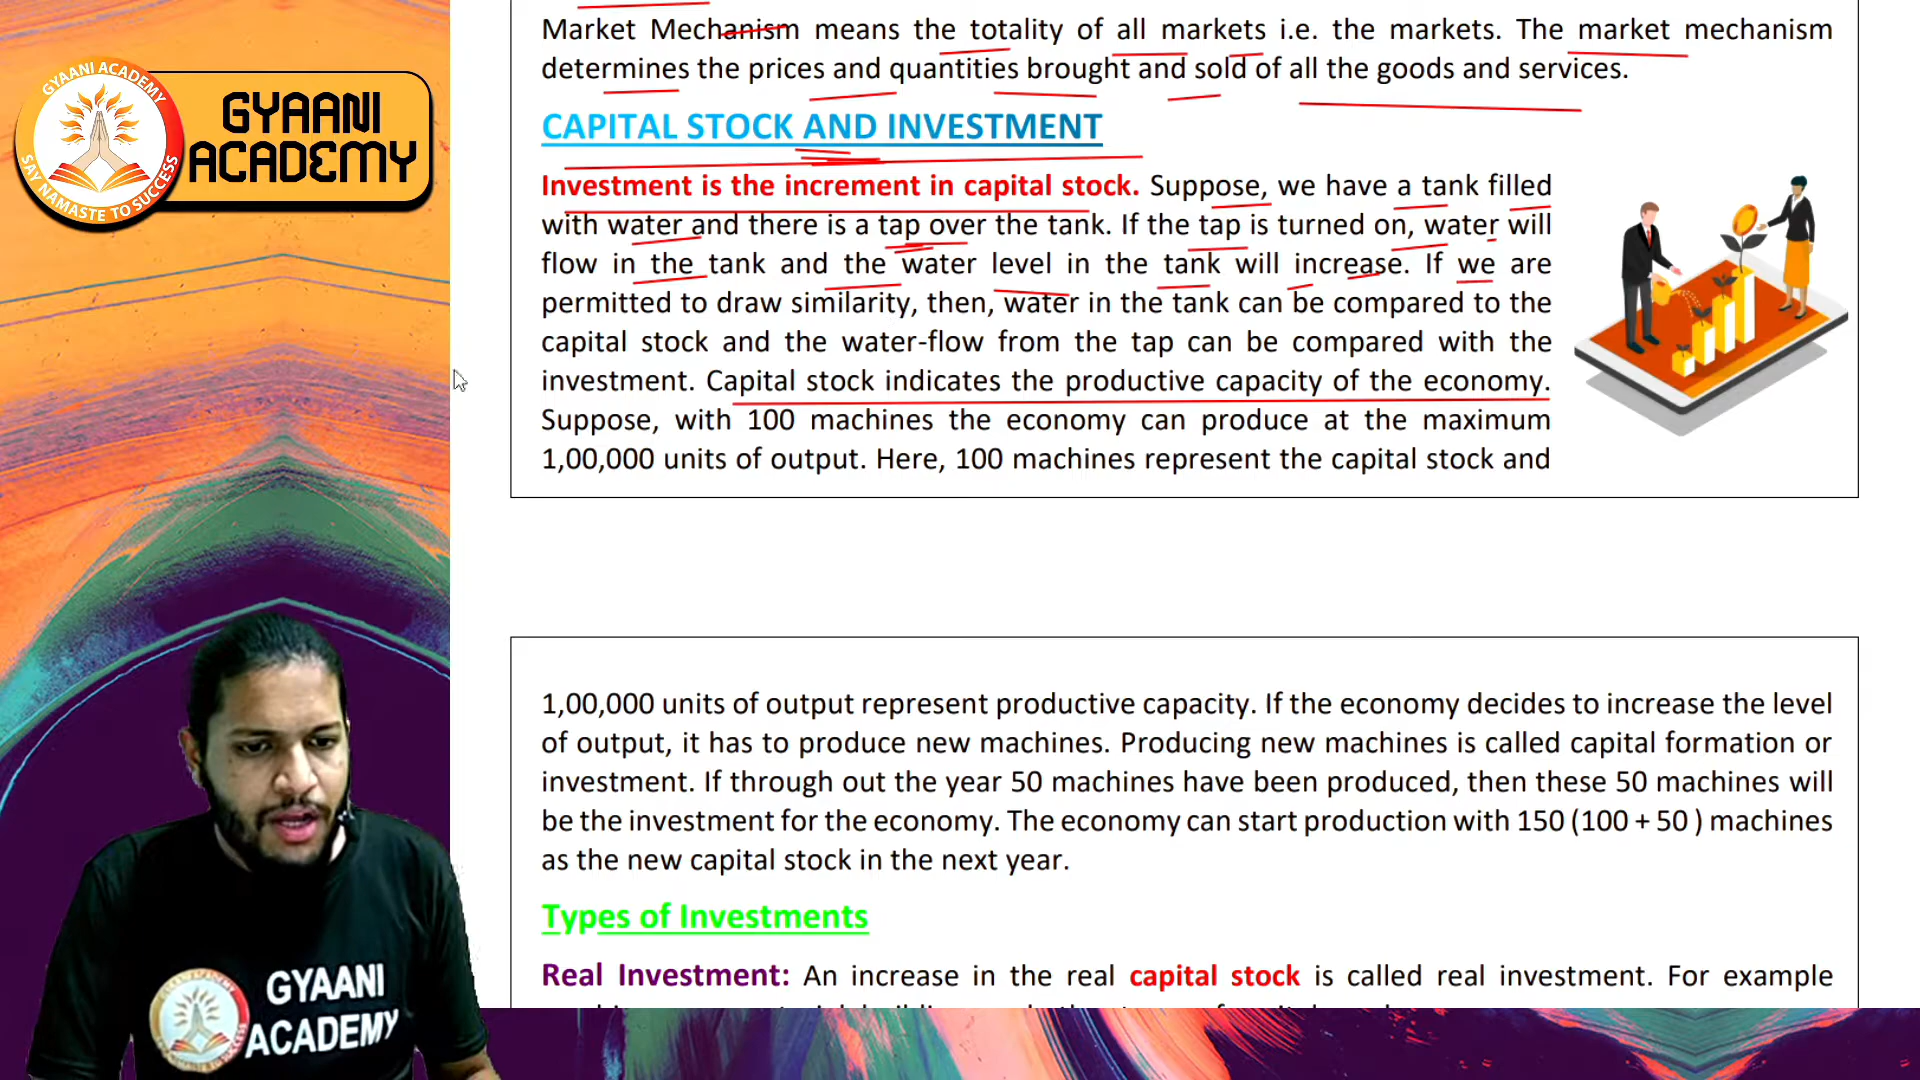 GYAANI ACADEMY
SAY NAMASTE TO SUCCESS
GYAANI
ACADEMY
Market Mechanism means the totality of all markets i.e. the markets. The market mechanism
determines the prices and quantities brought and sold of all the goods and services.
CAPITAL STOCK AND INVESTMENT
Investment is the increment in capital stock. Suppose, we have a tank filled
with water and there is a tap over the tank. If the tap is turned on, water will
flow in the tank and the water level in the tank will increase. If we are
permitted to draw similarity, then, water in the tank can be compared to the
capital stock and the water-flow from the tap can be compared with the
investment. Capital stock indicates the productive capacity of the economy.
Suppose, with 100 machines the economy can produce at the maximum
1,00,000 units of output. Here, 100 machines represent the capital stock and
1,00,000 units of output represent productive capacity. If the economy decides to increase the level
of output, it has to produce new machines. Producing new machines is called capital formation or
investment. If through out the year 50 machines have been produced, then these 50 machines will
be the investment for the economy. The economy can start production with 150 (100 + 50 ) machines
as the new capital stock in the next year.
Types of Investments
Real Investment: An increase in the real capital stock is called real investment. For example
GYAANI
ACADEMY